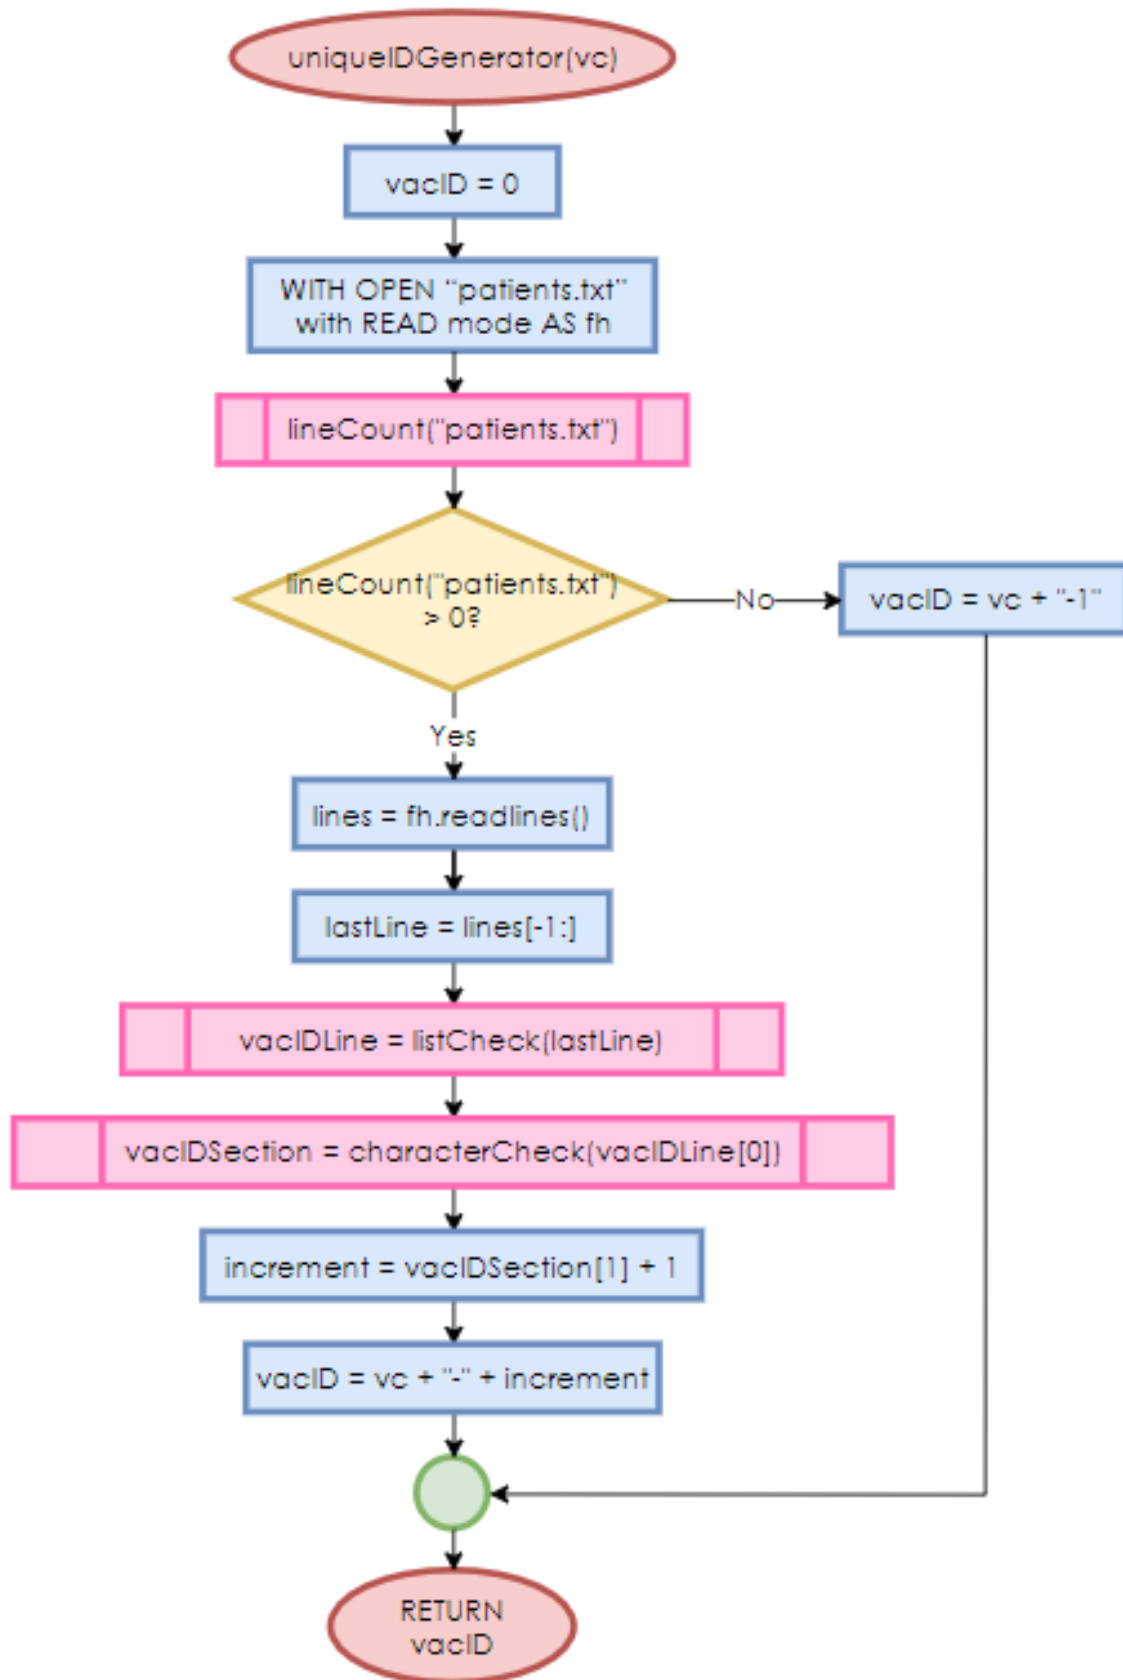 uniqueIDGenerator(vc)
vacID = 0
WITH OPEN "patients.txt"
with READ mode AS fh
lineCount("patients.txt")
lineCount("patients.txt")
> 0?
No
vacID = vc + "-1"
Yes
lines = fh.readlines()
lastLine = lines[-1:]
vacIDLine = listCheck(lastLine)
vacIDSection = characterCheck(vacIDLine[0])
increment = vacIDSection[1] + 1
vacID = vc + "-" + increment
RETURN
vacID